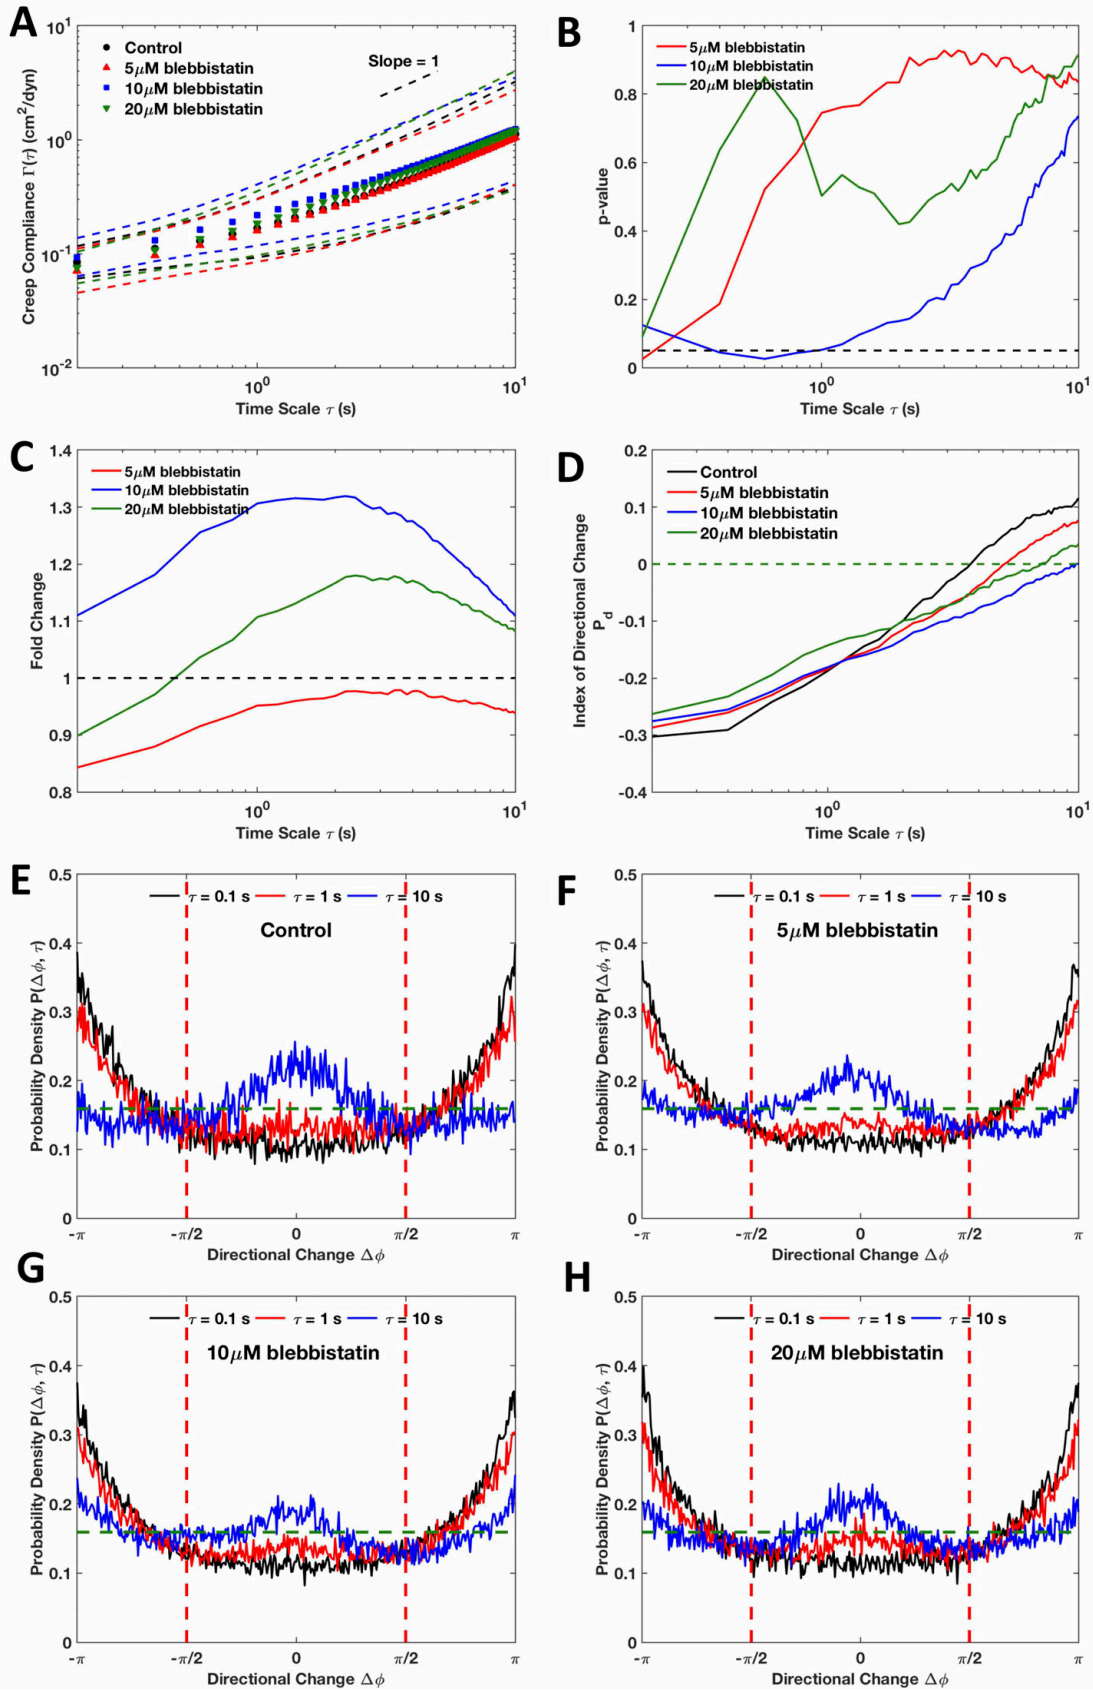 A
Creep Compliance Γ(τ) (cm²/dyn)
10¹
10⁰
10⁻¹
10⁻²
Control
5μM blebbistatin
10μM blebbistatin
20μM blebbistatin
Slope = 1
10⁰
10¹
Time Scale τ (s)
B
p-value
1
0.8
0.6
0.4
0.2
0
5μM blebbistatin
10μM blebbistatin
20μM blebbistatin
10⁰
10¹
Time Scale τ (s)
C
Fold Change
1.4
1.3
1.2
1.1
1
0.9
0.8
5μM blebbistatin
10μM blebbistatin
20μM blebbistatin
10⁰
10¹
Time Scale τ (s)
D
Index of Directional Change
P_d
0.2
0.1
0
-0.1
-0.2
-0.3
-0.4
Control
5μM blebbistatin
10μM blebbistatin
20μM blebbistatin
10⁰
10¹
Time Scale τ (s)
E
Probability Density P(Δϕ, τ)
0.5
0.4
0.3
0.2
0.1
0
τ = 0.1 s τ = 1 s τ = 10 s
Control
-π -π/2 0 π/2 π
Directional Change Δϕ
F
Probability Density P(Δϕ, τ)
0.5
0.4
0.3
0.2
0.1
0
τ = 0.1 s τ = 1 s τ = 10 s
5μM blebbistatin
-π -π/2 0 π/2 π
Directional Change Δϕ
G
Probability Density P(Δϕ, τ)
0.5
0.4
0.3
0.2
0.1
0
τ = 0.1 s τ = 1 s τ = 10 s
10μM blebbistatin
-π -π/2 0 π/2 π
Directional Change Δϕ
H
Probability Density P(Δϕ, τ)
0.5
0.4
0.3
0.2
0.1
0
τ = 0.1 s τ = 1 s τ = 10 s
20μM blebbistatin
-π -π/2 0 π/2 π
Directional Change Δϕ